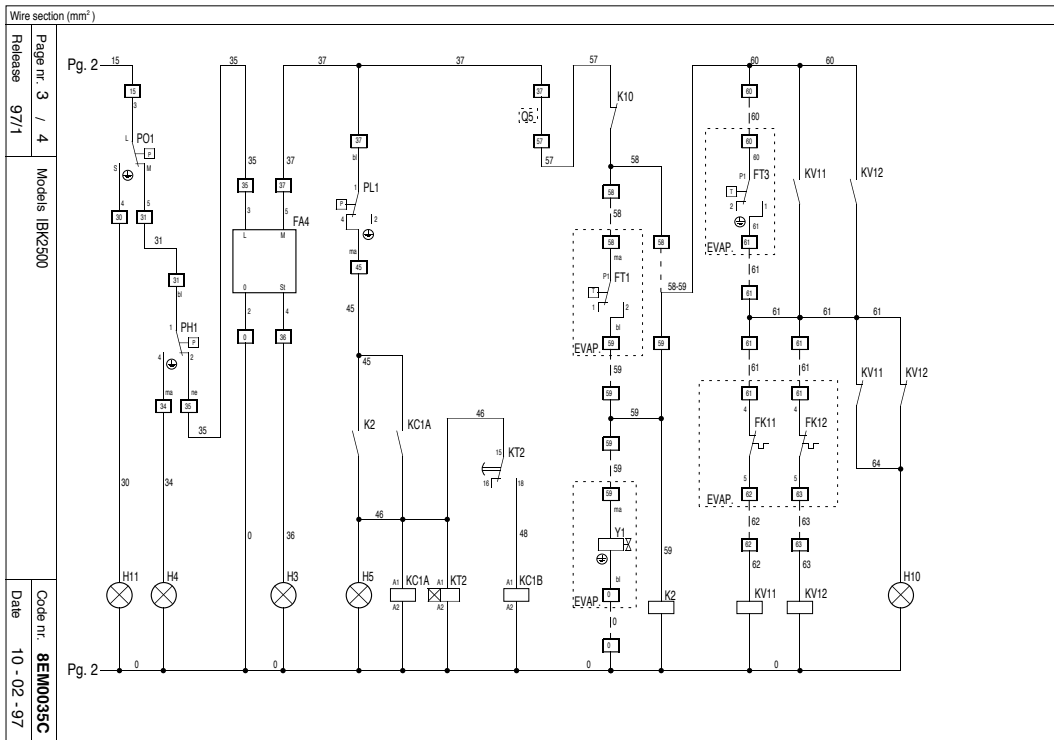 Wire section (mm²)
Page nr. 3 / 4
Release 97/1
Models IBK2500
Code nr. 8EM0035C
Date 10 - 02 - 97
Pg. 2 15 35 37 37 57 60 60
15 37 K10 60
3 Q5 60
L PO1 P 57 60
S M 35 37 37 57 58 60
4 5 bl P1 FT3 KV11 KV12
30 31 35 37 1 PL1 58 T
31 3 5 P 58 2 1
FA4 4 2 61
L M 58 58 EVAP. 61
31 ma ma 61
bl 45 P1 FT1 58-59 61
0 St T
1 PH1 P 2 4 45 1 2 61 61 61
4 2 0 36 bl 61 61
ma ne EVAP. 59 59 61 61
34 35 45 59 61 61 KV11 KV12
35 59 4 4
K2 KC1A 46 59 FK11 FK12
15 KT2 59
16 18 59 5 5 64
30 34 59 EVAP. 62 63
46 ma 62 63
0 36 48 Y1 62 63
59 62 63
H11 H4 H3 H5 A1 KC1A A1 KT2 A1 KC1B bl K2 KV11 KV12 H10
A2 A2 A2 EVAP. 0
0
0
Pg. 2 0 0 0